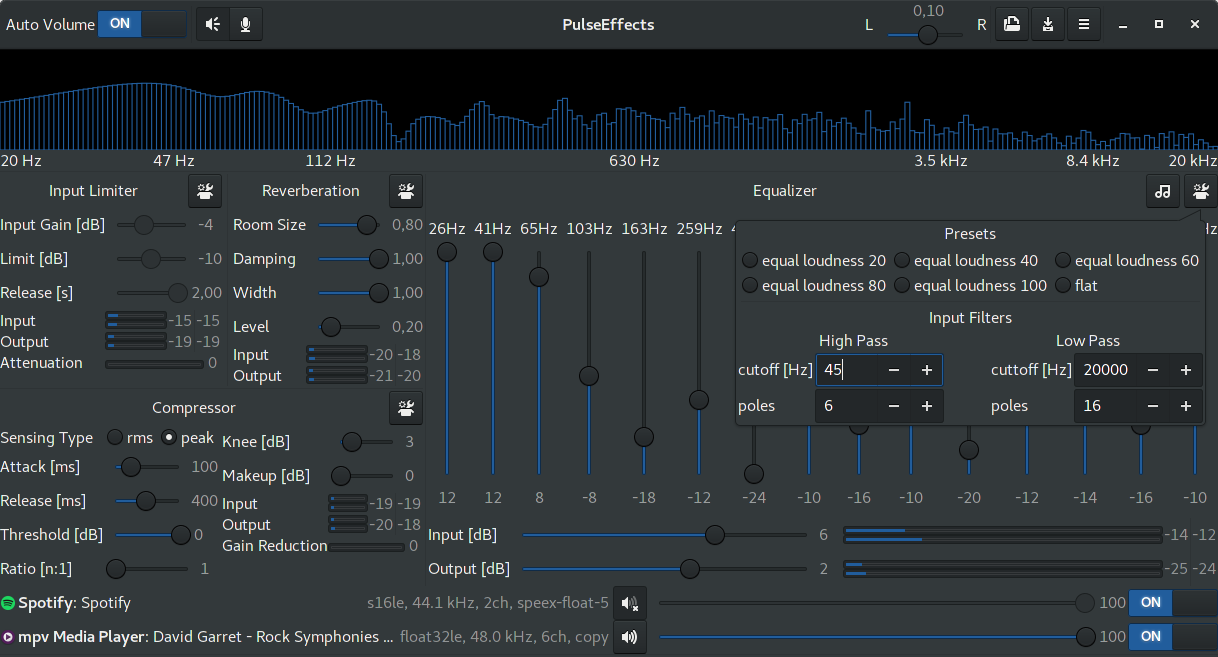 Auto Volume ON PulseEffects L 0,10 R
20 Hz 47 Hz 112 Hz 630 Hz 3.5 kHz 8.4 kHz 20 kHz
Input Limiter
Input Gain [dB] -4
Limit [dB] -10
Release [s] 2,00
Input -15 -15
Output -19 -19
Attenuation 0
Reverberation
Room Size 0,80
Damping 1,00
Width 1,00
Level 0,20
Input -20 -18
Output -21 -20
Compressor
Sensing Type rms peak
Attack [ms] 100
Release [ms] 400
Threshold [dB] 0
Ratio [n:1] 1
Knee [dB] 3
Makeup [dB] 0
Input -19 -19
Output -20 -18
Gain Reduction 0
Equalizer
26Hz 41Hz 65Hz 103Hz 163Hz 259Hz
Presets
equal loudness 20 equal loudness 40 equal loudness 60
equal loudness 80 equal loudness 100 flat
Input Filters
High Pass Low Pass
cutoff [Hz] 45 − + cuttoff [Hz] 20000 − +
poles 6 − + poles 16 − +
12 12 8 -8 -18 -12 -24 -10 -16 -10 -20 -12 -14 -16 -10
Input [dB] 6 -14 -12
Output [dB] 2 -25 -24
Spotify: Spotify s16le, 44.1 kHz, 2ch, speex-float-5 100 ON
mpv Media Player: David Garret - Rock Symphonies ... float32le, 48.0 kHz, 6ch, copy 100 ON